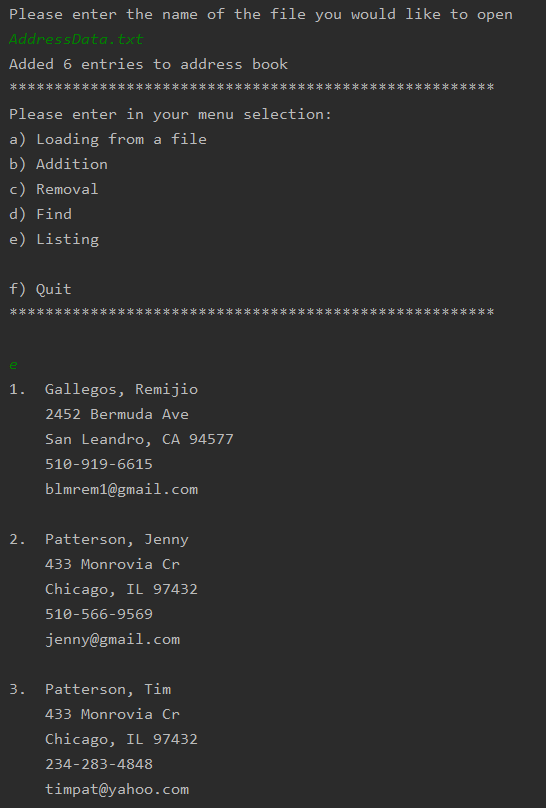 Please enter the name of the file you would like to open
AddressData.txt
Added 6 entries to address book
******************************************************
Please enter in your menu selection:
a) Loading from a file
b) Addition
c) Removal
d) Find
e) Listing
f) Quit
******************************************************
e
1.  Gallegos, Remijio
    2452 Bermuda Ave
    San Leandro, CA 94577
    510-919-6615
    blmrem1@gmail.com
2.  Patterson, Jenny
    433 Monrovia Cr
    Chicago, IL 97432
    510-566-9569
    jenny@gmail.com
3.  Patterson, Tim
    433 Monrovia Cr
    Chicago, IL 97432
    234-283-4848
    timpat@yahoo.com